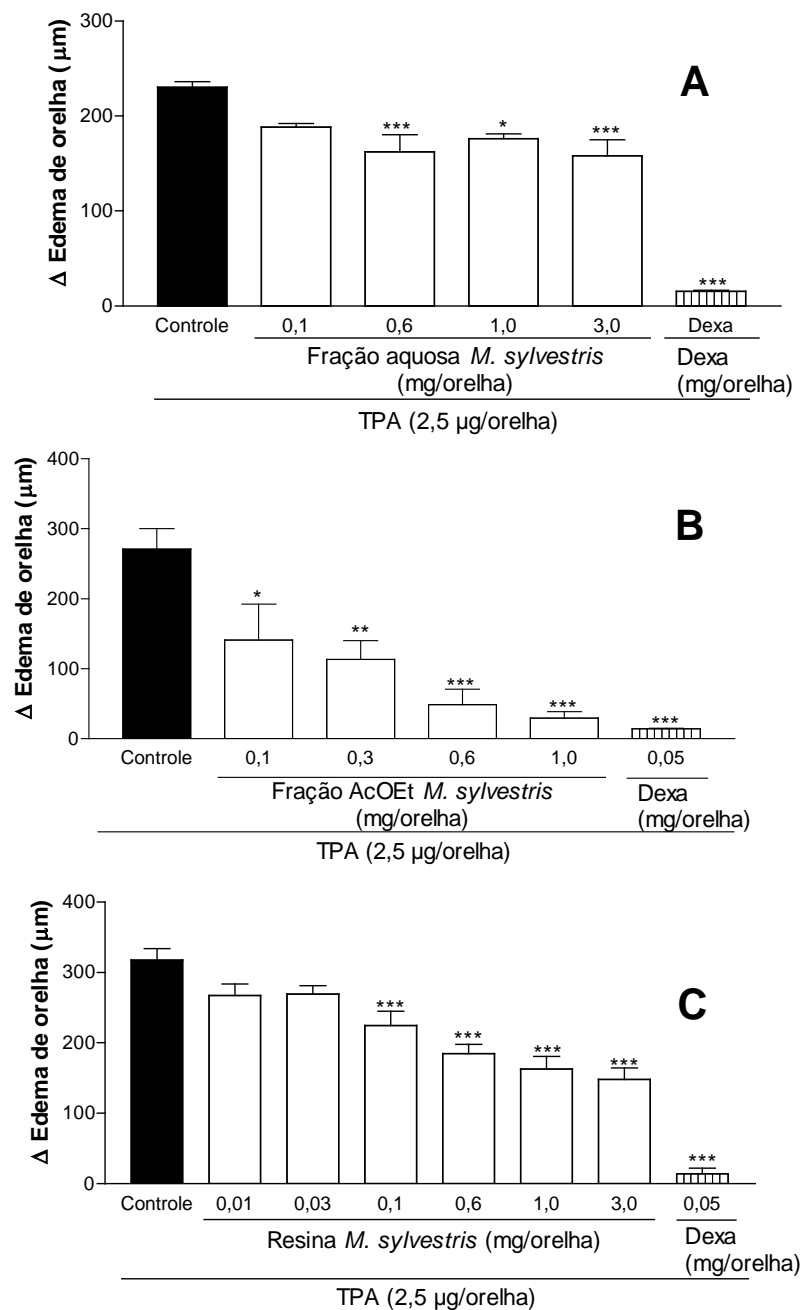 300
200
100
0
Δ Edema de orelha ( µm)
A
*** * *** ***
Controle 0,1 0,6 1,0 3,0 Dexa
Fração aquosa M. sylvestris Dexa
(mg/orelha) (mg/orelha)
TPA (2,5 µg/orelha)
400
300
200
100
0
Δ Edema de orelha (µm)
B
* ** *** *** ***
Controle 0,1 0,3 0,6 1,0 0,05
Fração AcOEt M. sylvestris Dexa
(mg/orelha) (mg/orelha)
TPA (2,5 µg/orelha)
400
300
200
100
0
Δ Edema de orelha (µm)
C
*** *** *** *** ***
Controle 0,01 0,03 0,1 0,6 1,0 3,0 0,05
Resina M. sylvestris (mg/orelha) Dexa
(mg/orelha)
TPA (2,5 µg/orelha)